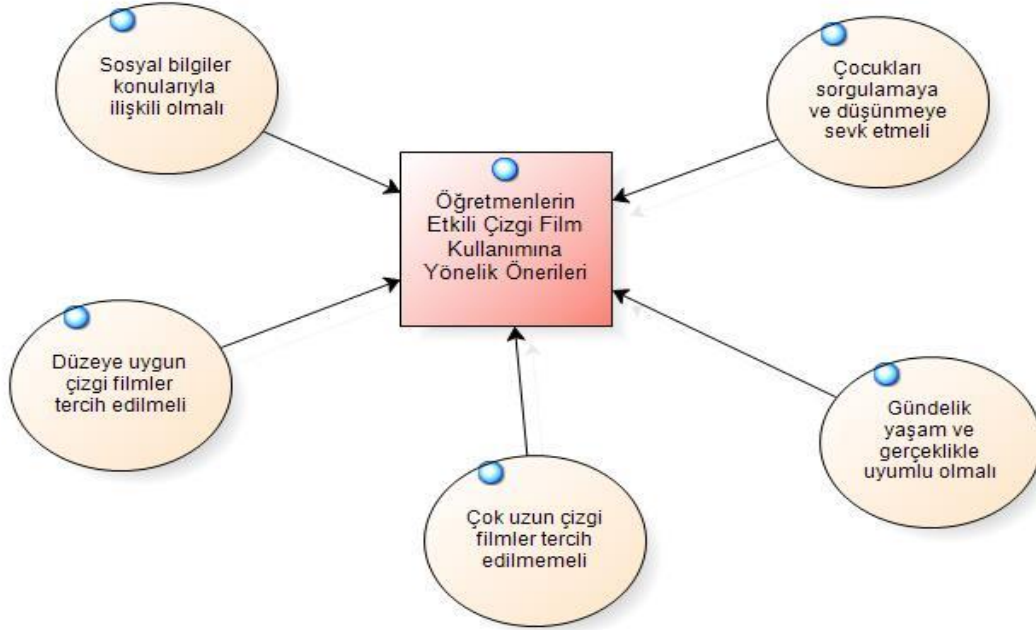 Sosyal bilgiler
konularıyla
ilişkili olmalı
Çocukları
sorgulamaya
ve düşünmeye
sevk etmeli
Öğretmenlerin
Etkili Çizgi Film
Kullanımına
Yönelik Önerileri
Düzeye uygun
çizgi filmler
tercih edilmeli
Gündelik
yaşam ve
gerçeklikle
uyumlu olmalı
Çok uzun çizgi
filmler tercih
edilmemeli